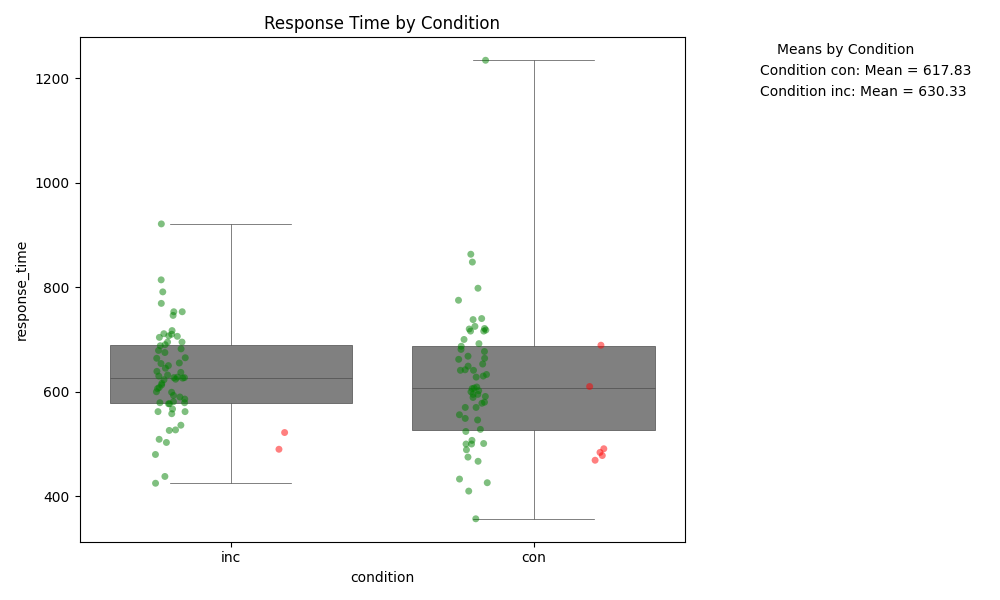 Response Time by Condition
Means by Condition
Condition con: Mean = 617.83
Condition inc: Mean = 630.33
response_time
1200
1000
800
600
400
inc
con
condition